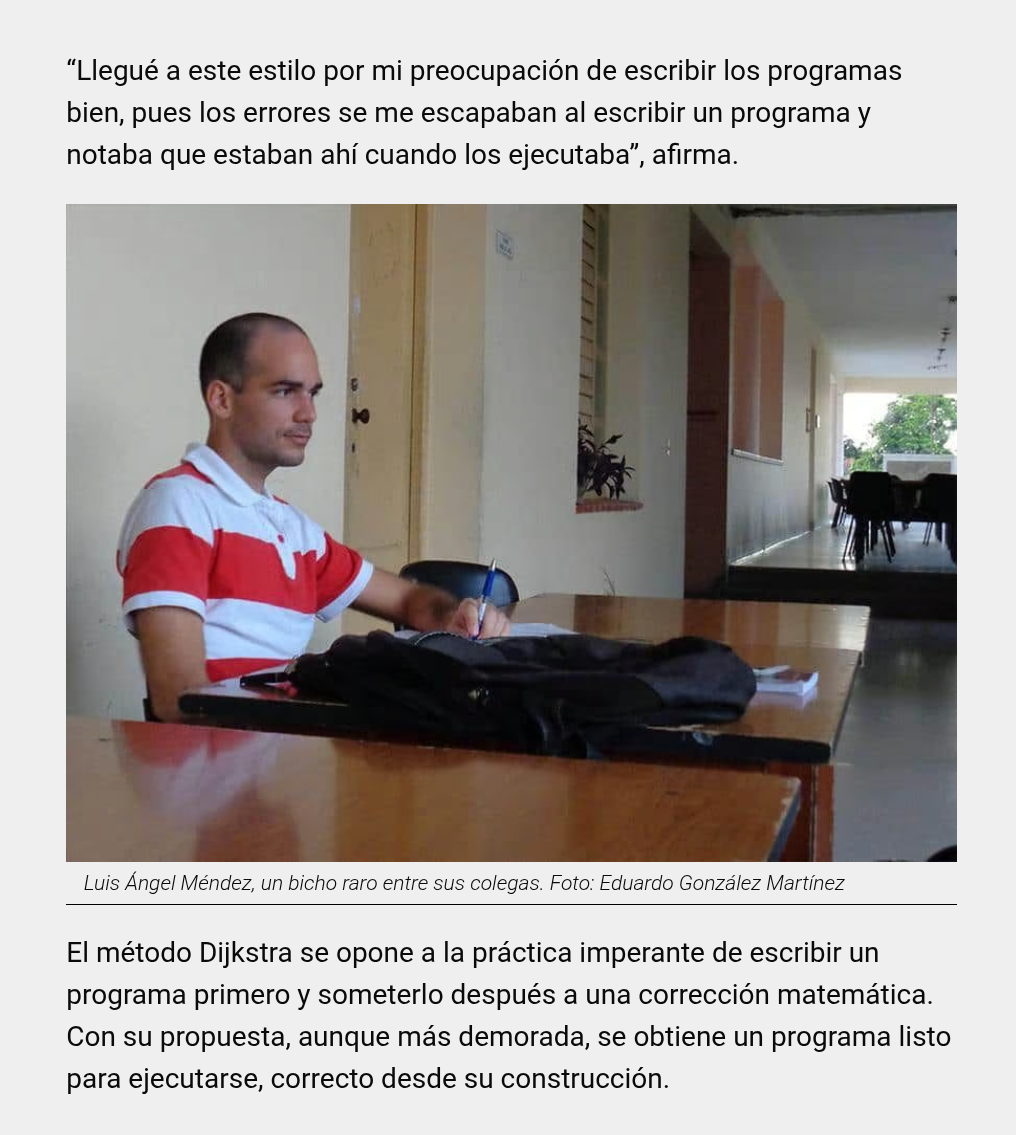 “Llegué a este estilo por mi preocupación de escribir los programas
bien, pues los errores se me escapaban al escribir un programa y
notaba que estaban ahí cuando los ejecutaba”, afirma.
Luis Ángel Méndez, un bicho raro entre sus colegas. Foto: Eduardo González Martínez
El método Dijkstra se opone a la práctica imperante de escribir un
programa primero y someterlo después a una corrección matemática.
Con su propuesta, aunque más demorada, se obtiene un programa listo
para ejecutarse, correcto desde su construcción.